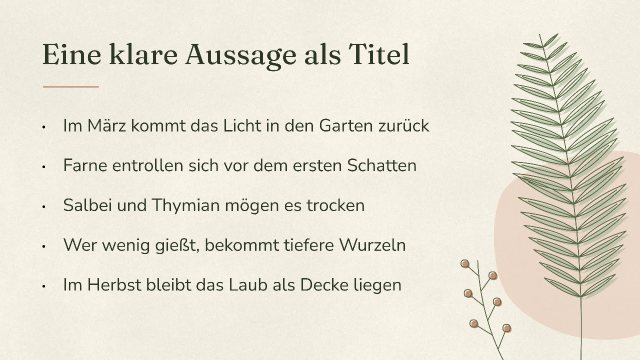 Eine klare Aussage als Titel
• Im März kommt das Licht in den Garten zurück
• Farne entrollen sich vor dem ersten Schatten
• Salbei und Thymian mögen es trocken
• Wer wenig gießt, bekommt tiefere Wurzeln
• Im Herbst bleibt das Laub als Decke liegen